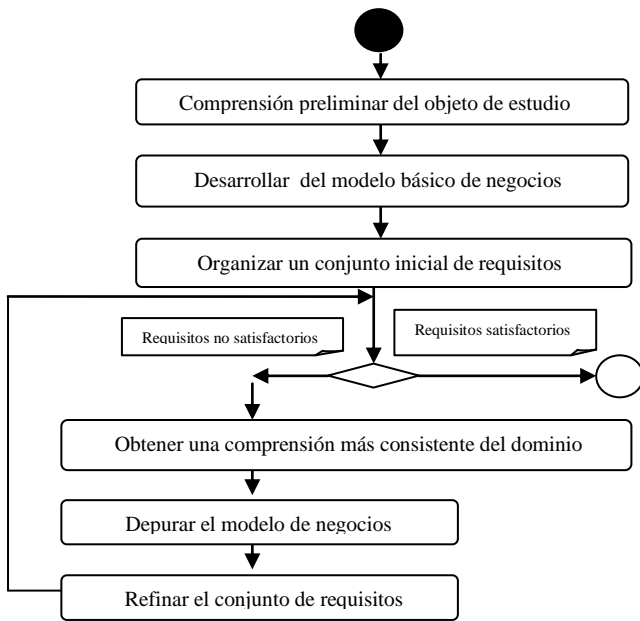 Comprensión preliminar del objeto de estudio
Desarrollar del modelo básico de negocios
Organizar un conjunto inicial de requisitos
Requisitos no satisfactorios
Requisitos satisfactorios
Obtener una comprensión más consistente del dominio
Depurar el modelo de negocios
Refinar el conjunto de requisitos